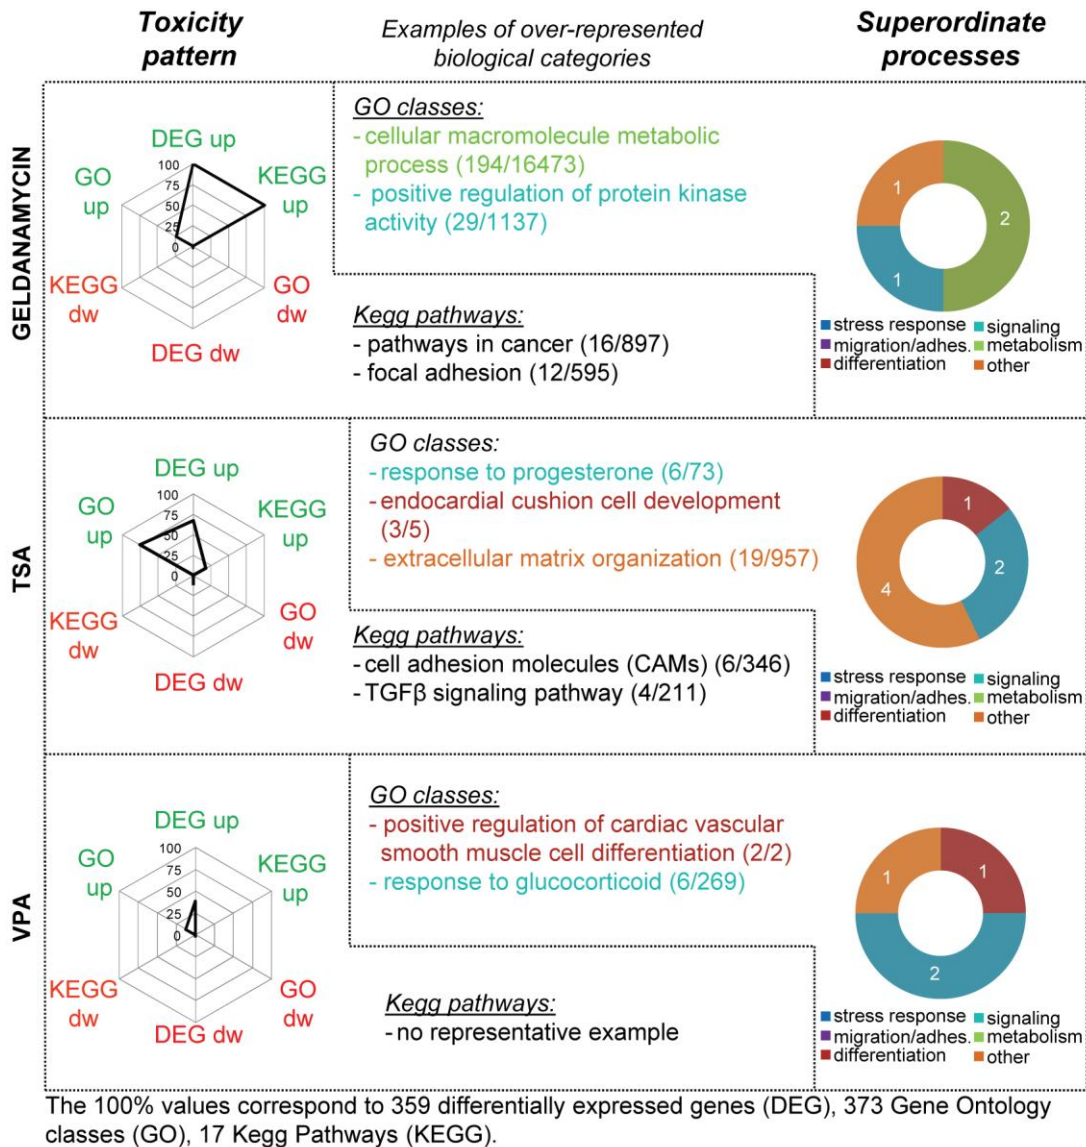 Toxicity
pattern
Examples of over-represented
biological categories
Superordinate
processes
GELDANAMYCIN
DEG up
KEGG
up
GO
dw
DEG dw
KEGG
dw
GO
up
100
75
50
25
0
GO classes:
- cellular macromolecule metabolic
process (194/16473)
- positive regulation of protein kinase
activity (29/1137)
Kegg pathways:
- pathways in cancer (16/897)
- focal adhesion (12/595)
1
2
1
stress response
signaling
migration/adhes.
metabolism
differentiation
other
TSA
DEG up
KEGG
up
GO
dw
DEG dw
KEGG
dw
GO
up
100
75
50
25
0
GO classes:
- response to progesterone (6/73)
- endocardial cushion cell development
(3/5)
- extracellular matrix organization (19/957)
Kegg pathways:
- cell adhesion molecules (CAMs) (6/346)
- TGFβ signaling pathway (4/211)
1
2
4
stress response
signaling
migration/adhes.
metabolism
differentiation
other
VPA
DEG up
KEGG
up
GO
dw
DEG dw
KEGG
dw
GO
up
100
75
50
25
0
GO classes:
- positive regulation of cardiac vascular
smooth muscle cell differentiation (2/2)
- response to glucocorticoid (6/269)
Kegg pathways:
- no representative example
1
1
2
stress response
signaling
migration/adhes.
metabolism
differentiation
other
The 100% values correspond to 359 differentially expressed genes (DEG), 373 Gene Ontology
classes (GO), 17 Kegg Pathways (KEGG).